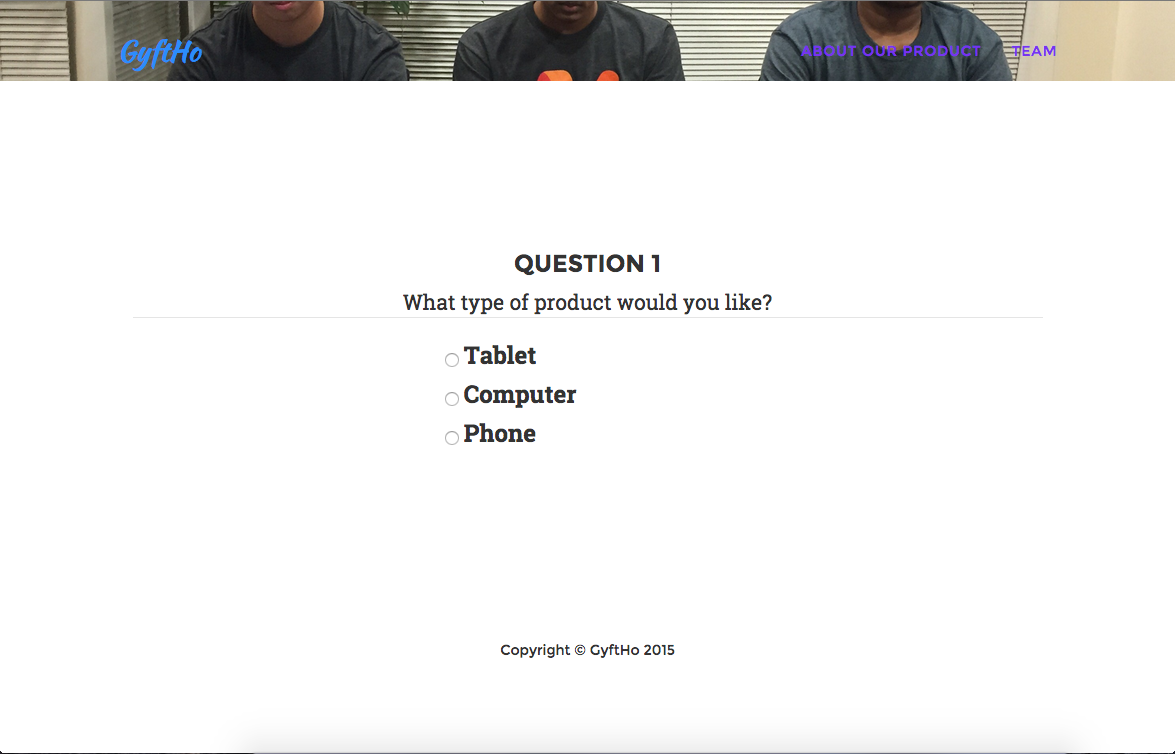 GyftHo
ABOUT OUR PRODUCT TEAM
QUESTION 1
What type of product would you like?
Tablet
Computer
Phone
Copyright © GyftHo 2015